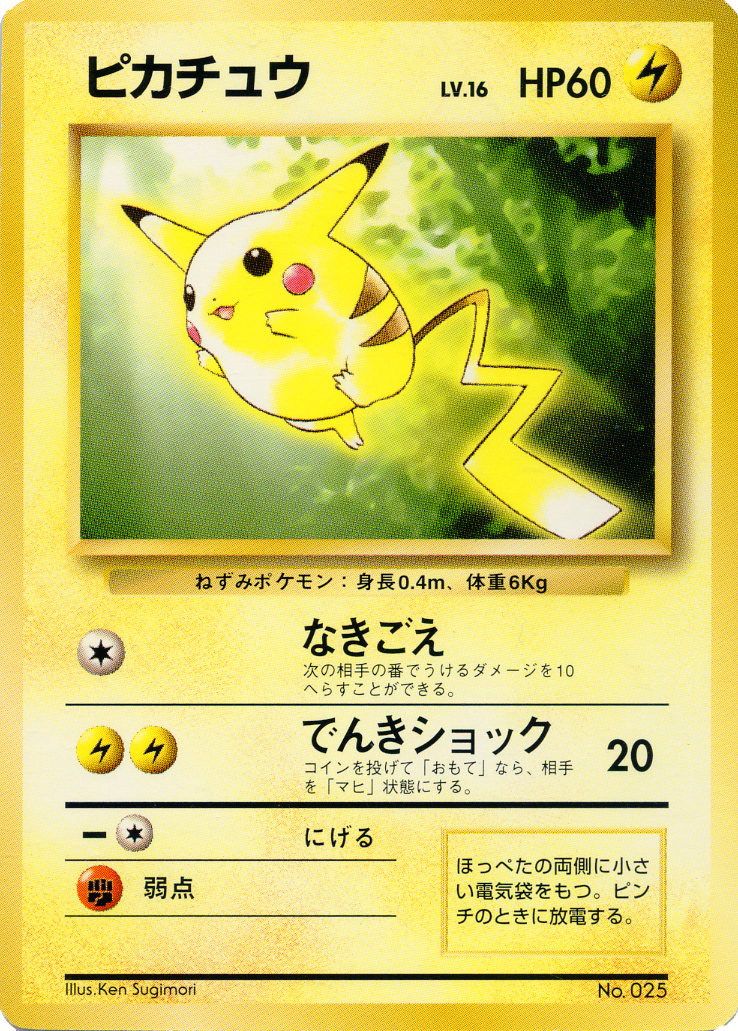 ピカチュウ LV.16 HP60
ねずみポケモン：身長0.4m、体重6Kg
なきごえ
次の相手の番でうけるダメージを10
へらすことができる。
でんきショック 20
コインを投げて「おもて」なら、相手
を「マヒ」状態にする。
にげる
弱点
ほっぺたの両側に小さ
い電気袋をもつ。ピン
チのときに放電する。
Illus.Ken Sugimori No. 025